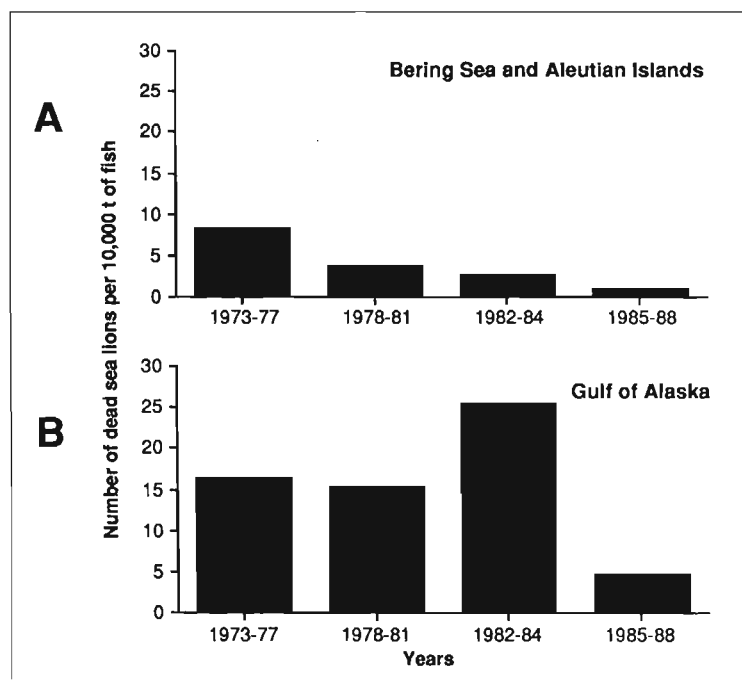 A
Bering Sea and Aleutian Islands
30
25
20
15
10
5
0
1973-77 1978-81 1982-84 1985-88
Number of dead sea lions per 10,000 t of fish
B
Gulf of Alaska
30
25
20
15
10
5
0
1973-77 1978-81 1982-84 1985-88
Years